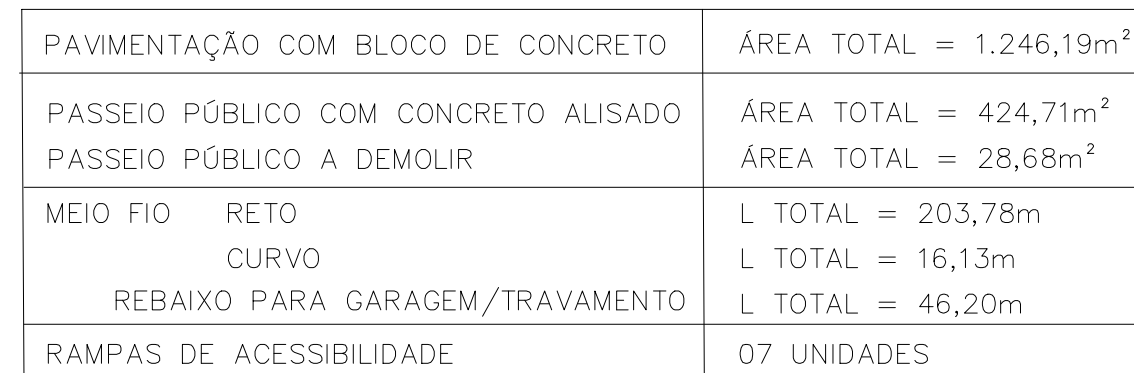 PAVIMENTAÇÃO COM BLOCO DE CONCRETO ÁREA TOTAL = 1.246,19m²
PASSEIO PÚBLICO COM CONCRETO ALISADO ÁREA TOTAL = 424,71m²
PASSEIO PÚBLICO A DEMOLIR ÁREA TOTAL = 28,68m²
MEIO FIO RETO L TOTAL = 203,78m
CURVO L TOTAL = 16,13m
REBAIXO PARA GARAGEM/TRAVAMENTO L TOTAL = 46,20m
RAMPAS DE ACESSIBILIDADE 07 UNIDADES